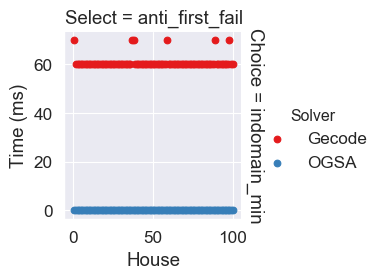 Select = anti_first_fail
Choice = indomain_min
Time (ms)
60
40
20
0
0 50 100
House
Solver
Gecode
OGSA